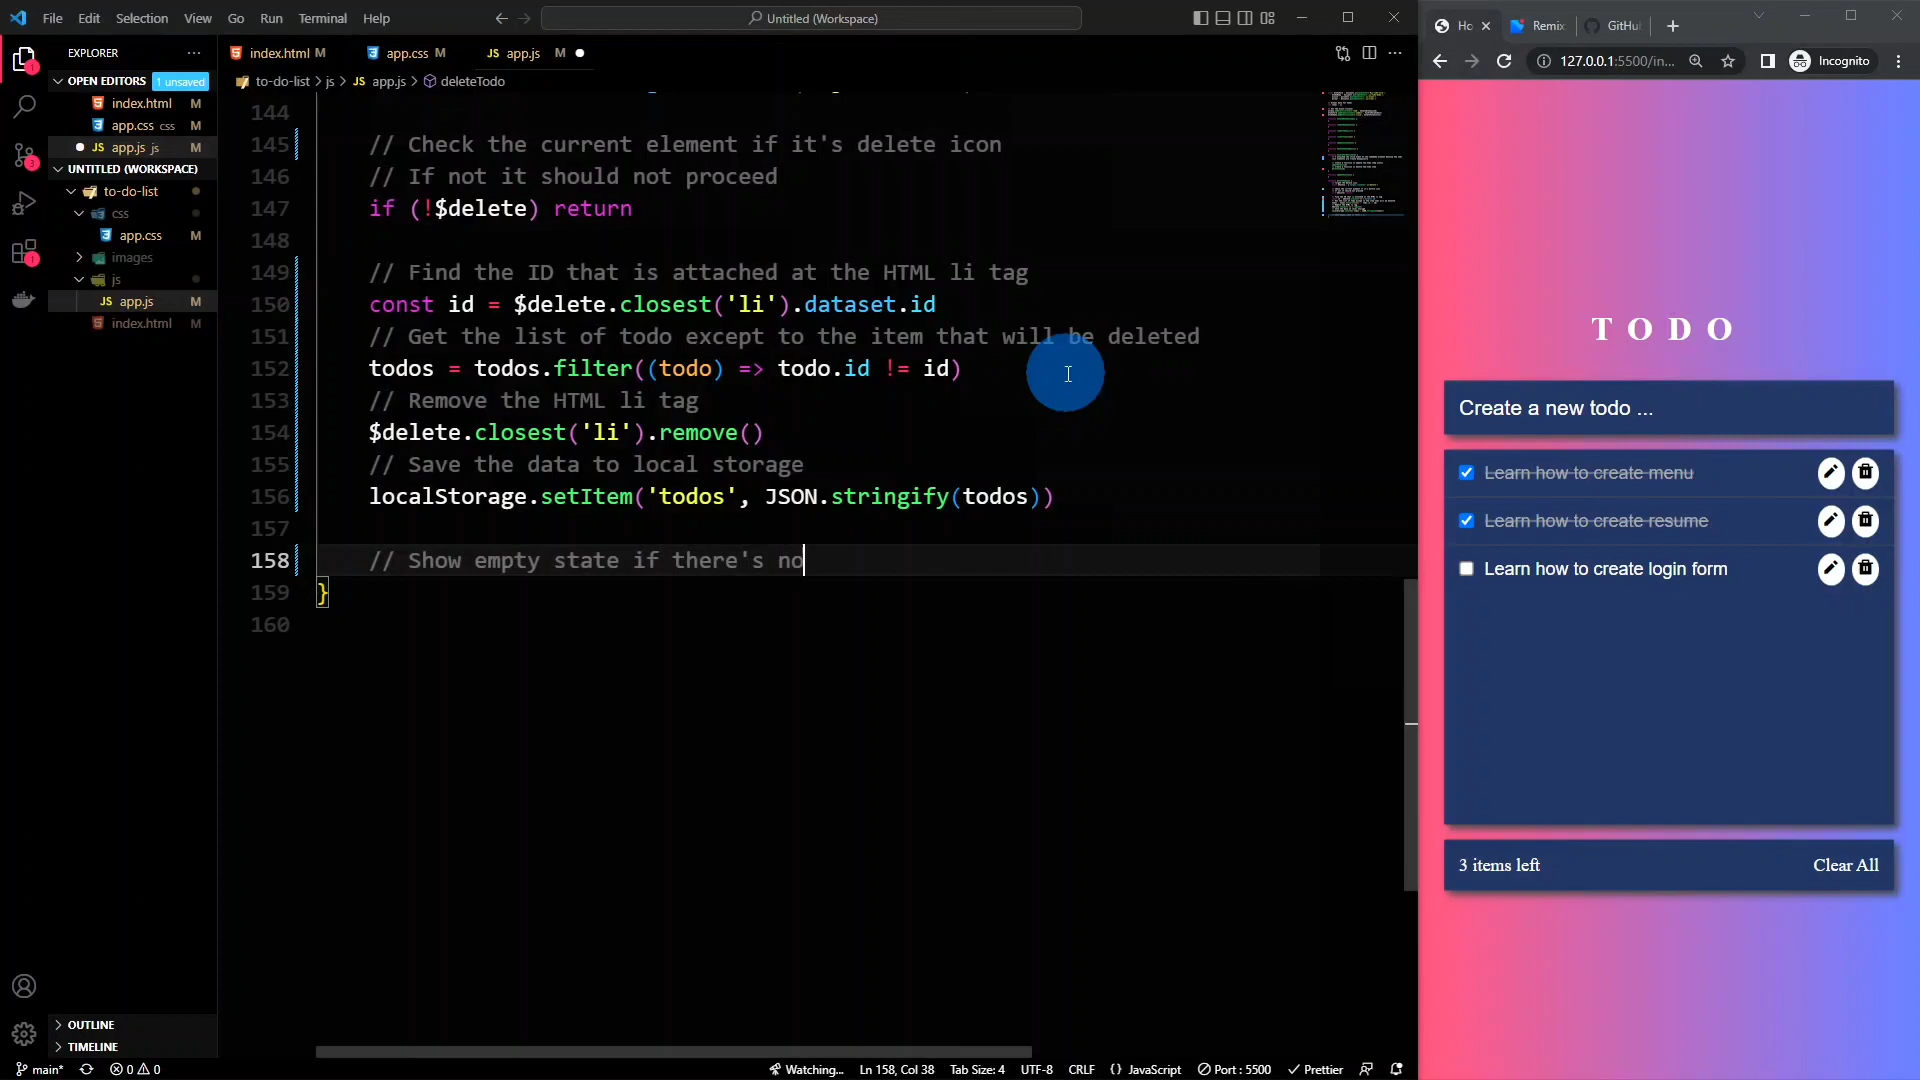 File Edit Selection View Go Run Terminal Help
Untitled (Workspace)
EXPLORER
OPEN EDITORS 1 unsaved
index.html M
app.css css M
app.js js M
UNTITLED (WORKSPACE)
to-do-list
css
app.css M
images
js
app.js M
index.html M
OUTLINE
TIMELINE
index.html M
app.css M
JS app.js M
to-do-list > js > JS app.js > deleteTodo
144
145 // Check the current element if it's delete icon
146 // If not it should not proceed
147 if (!$delete) return
148
149 // Find the ID that is attached at the HTML li tag
150 const id = $delete.closest('li').dataset.id
151 // Get the list of todo except to the item that will be deleted
152 todos = todos.filter((todo) => todo.id != id)
153 // Remove the HTML li tag
154 $delete.closest('li').remove()
155 // Save the data to local storage
156 localStorage.setItem('todos', JSON.stringify(todos))
157
158 // Show empty state if there's no
159 }
160
main* 0 0
Watching... Ln 158, Col 38 Tab Size: 4 UTF-8 CRLF {} JavaScript Port : 5500 Prettier
Ho Remix GitHu
127.0.0.1:5500/in... Incognito
TODO
Create a new todo ...
Learn how to create menu
Learn how to create resume
Learn how to create login form
3 items left Clear All